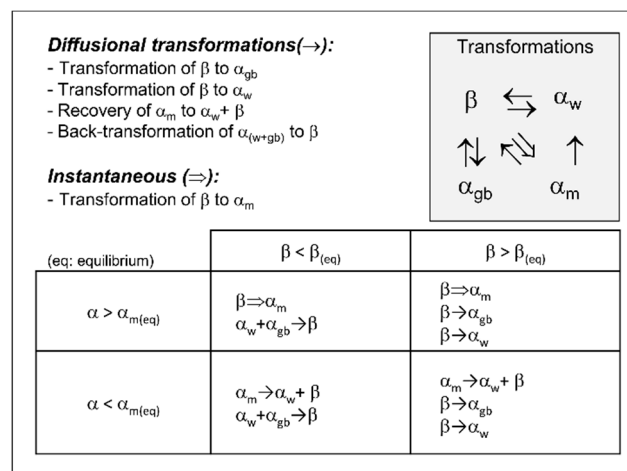 Diffusional transformations(→):
- Transformation of β to αgb
- Transformation of β to αw
- Recovery of αm to αw+ β
- Back-transformation of α(w+gb) to β
Instantaneous (⇒):
- Transformation of β to αm
Transformations
β ⇆ αw
αgb αm
(eq: equilibrium)
β < β(eq)
β > β(eq)
α > αm(eq)
β⇒αm
αw+αgb→β
β⇒αm
β→αgb
β→αw
α < αm(eq)
αm→αw+ β
αw+αgb→β
αm→αw+ β
β→αgb
β→αw